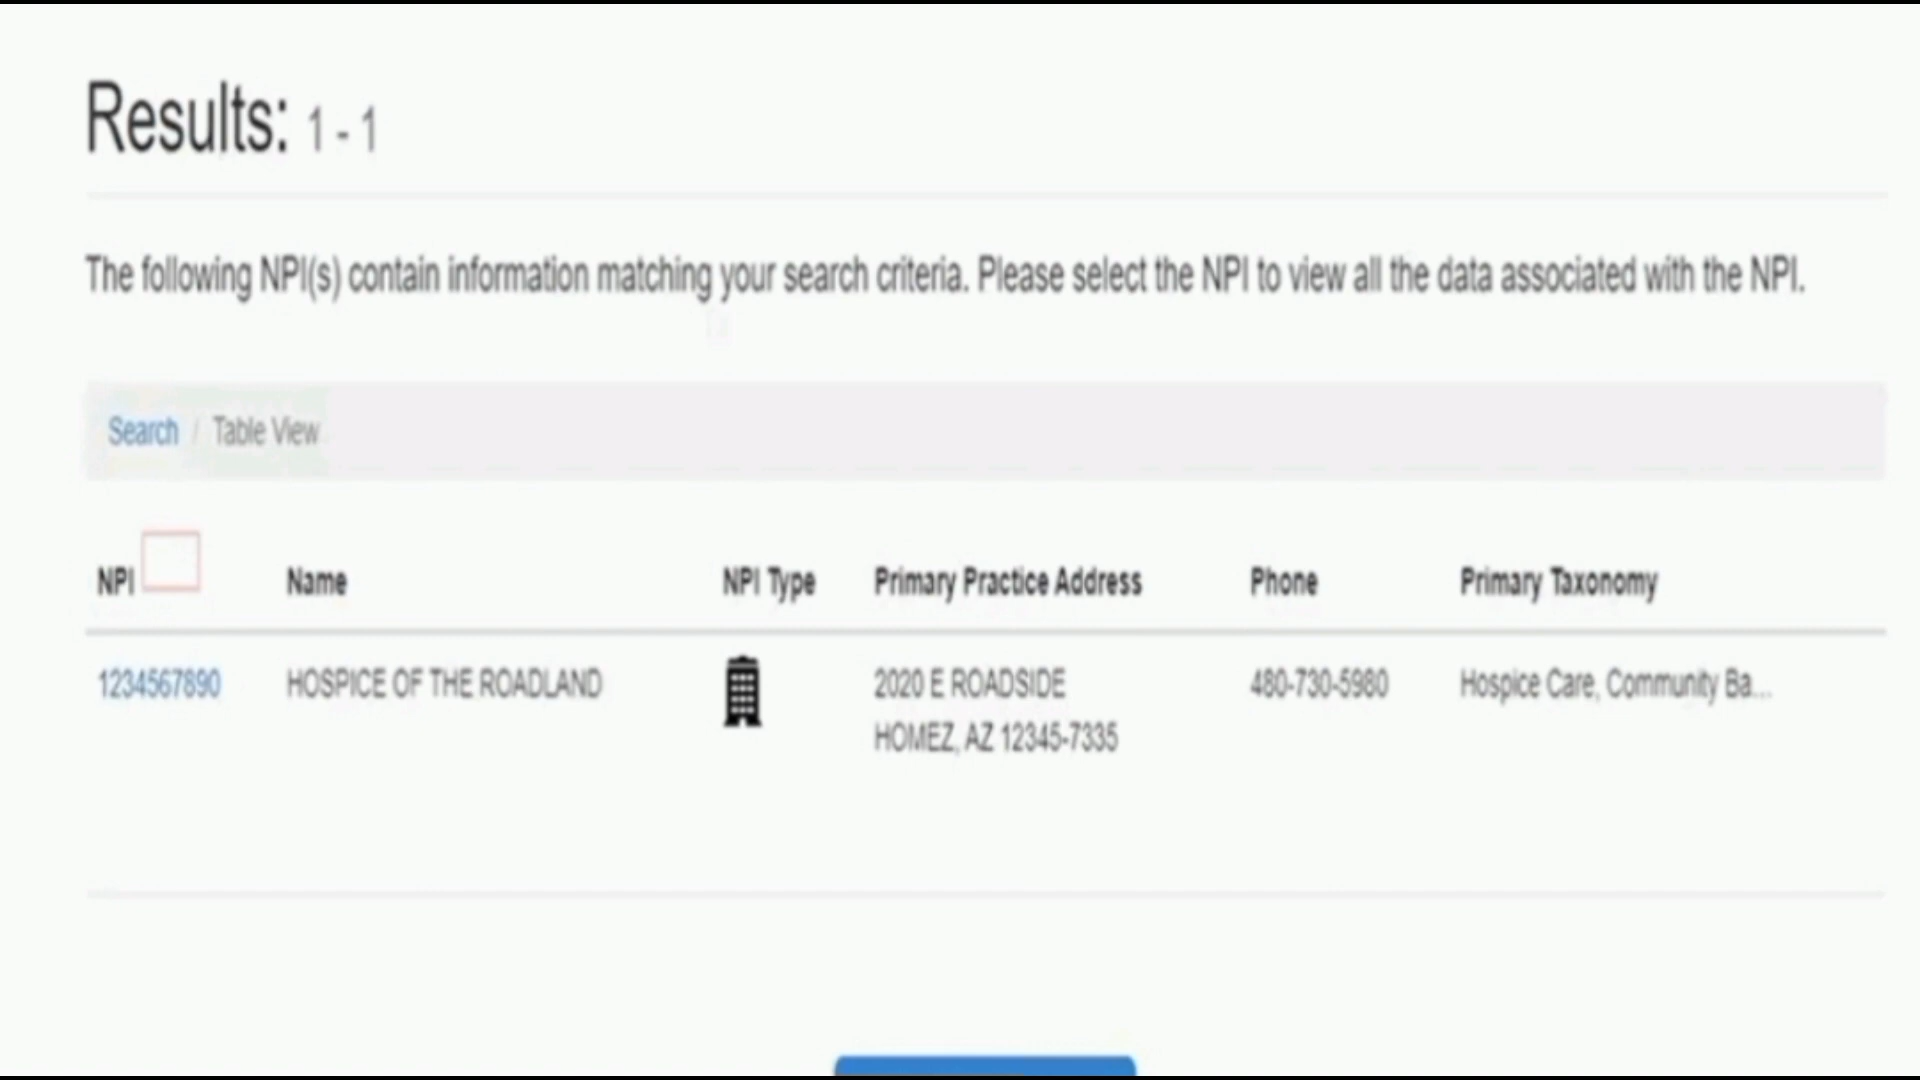 Results: 1 - 1
The following NPI(s) contain information matching your search criteria. Please select the NPI to view all the data associated with the NPI.
Search / Table View
NPI Name NPI Type Primary Practice Address Phone Primary Taxonomy
1234567890 HOSPICE OF THE ROADLAND 2020 E ROADSIDE 480-730-5980 Hospice Care, Community Ba...
HOMEZ, AZ 12345-7335